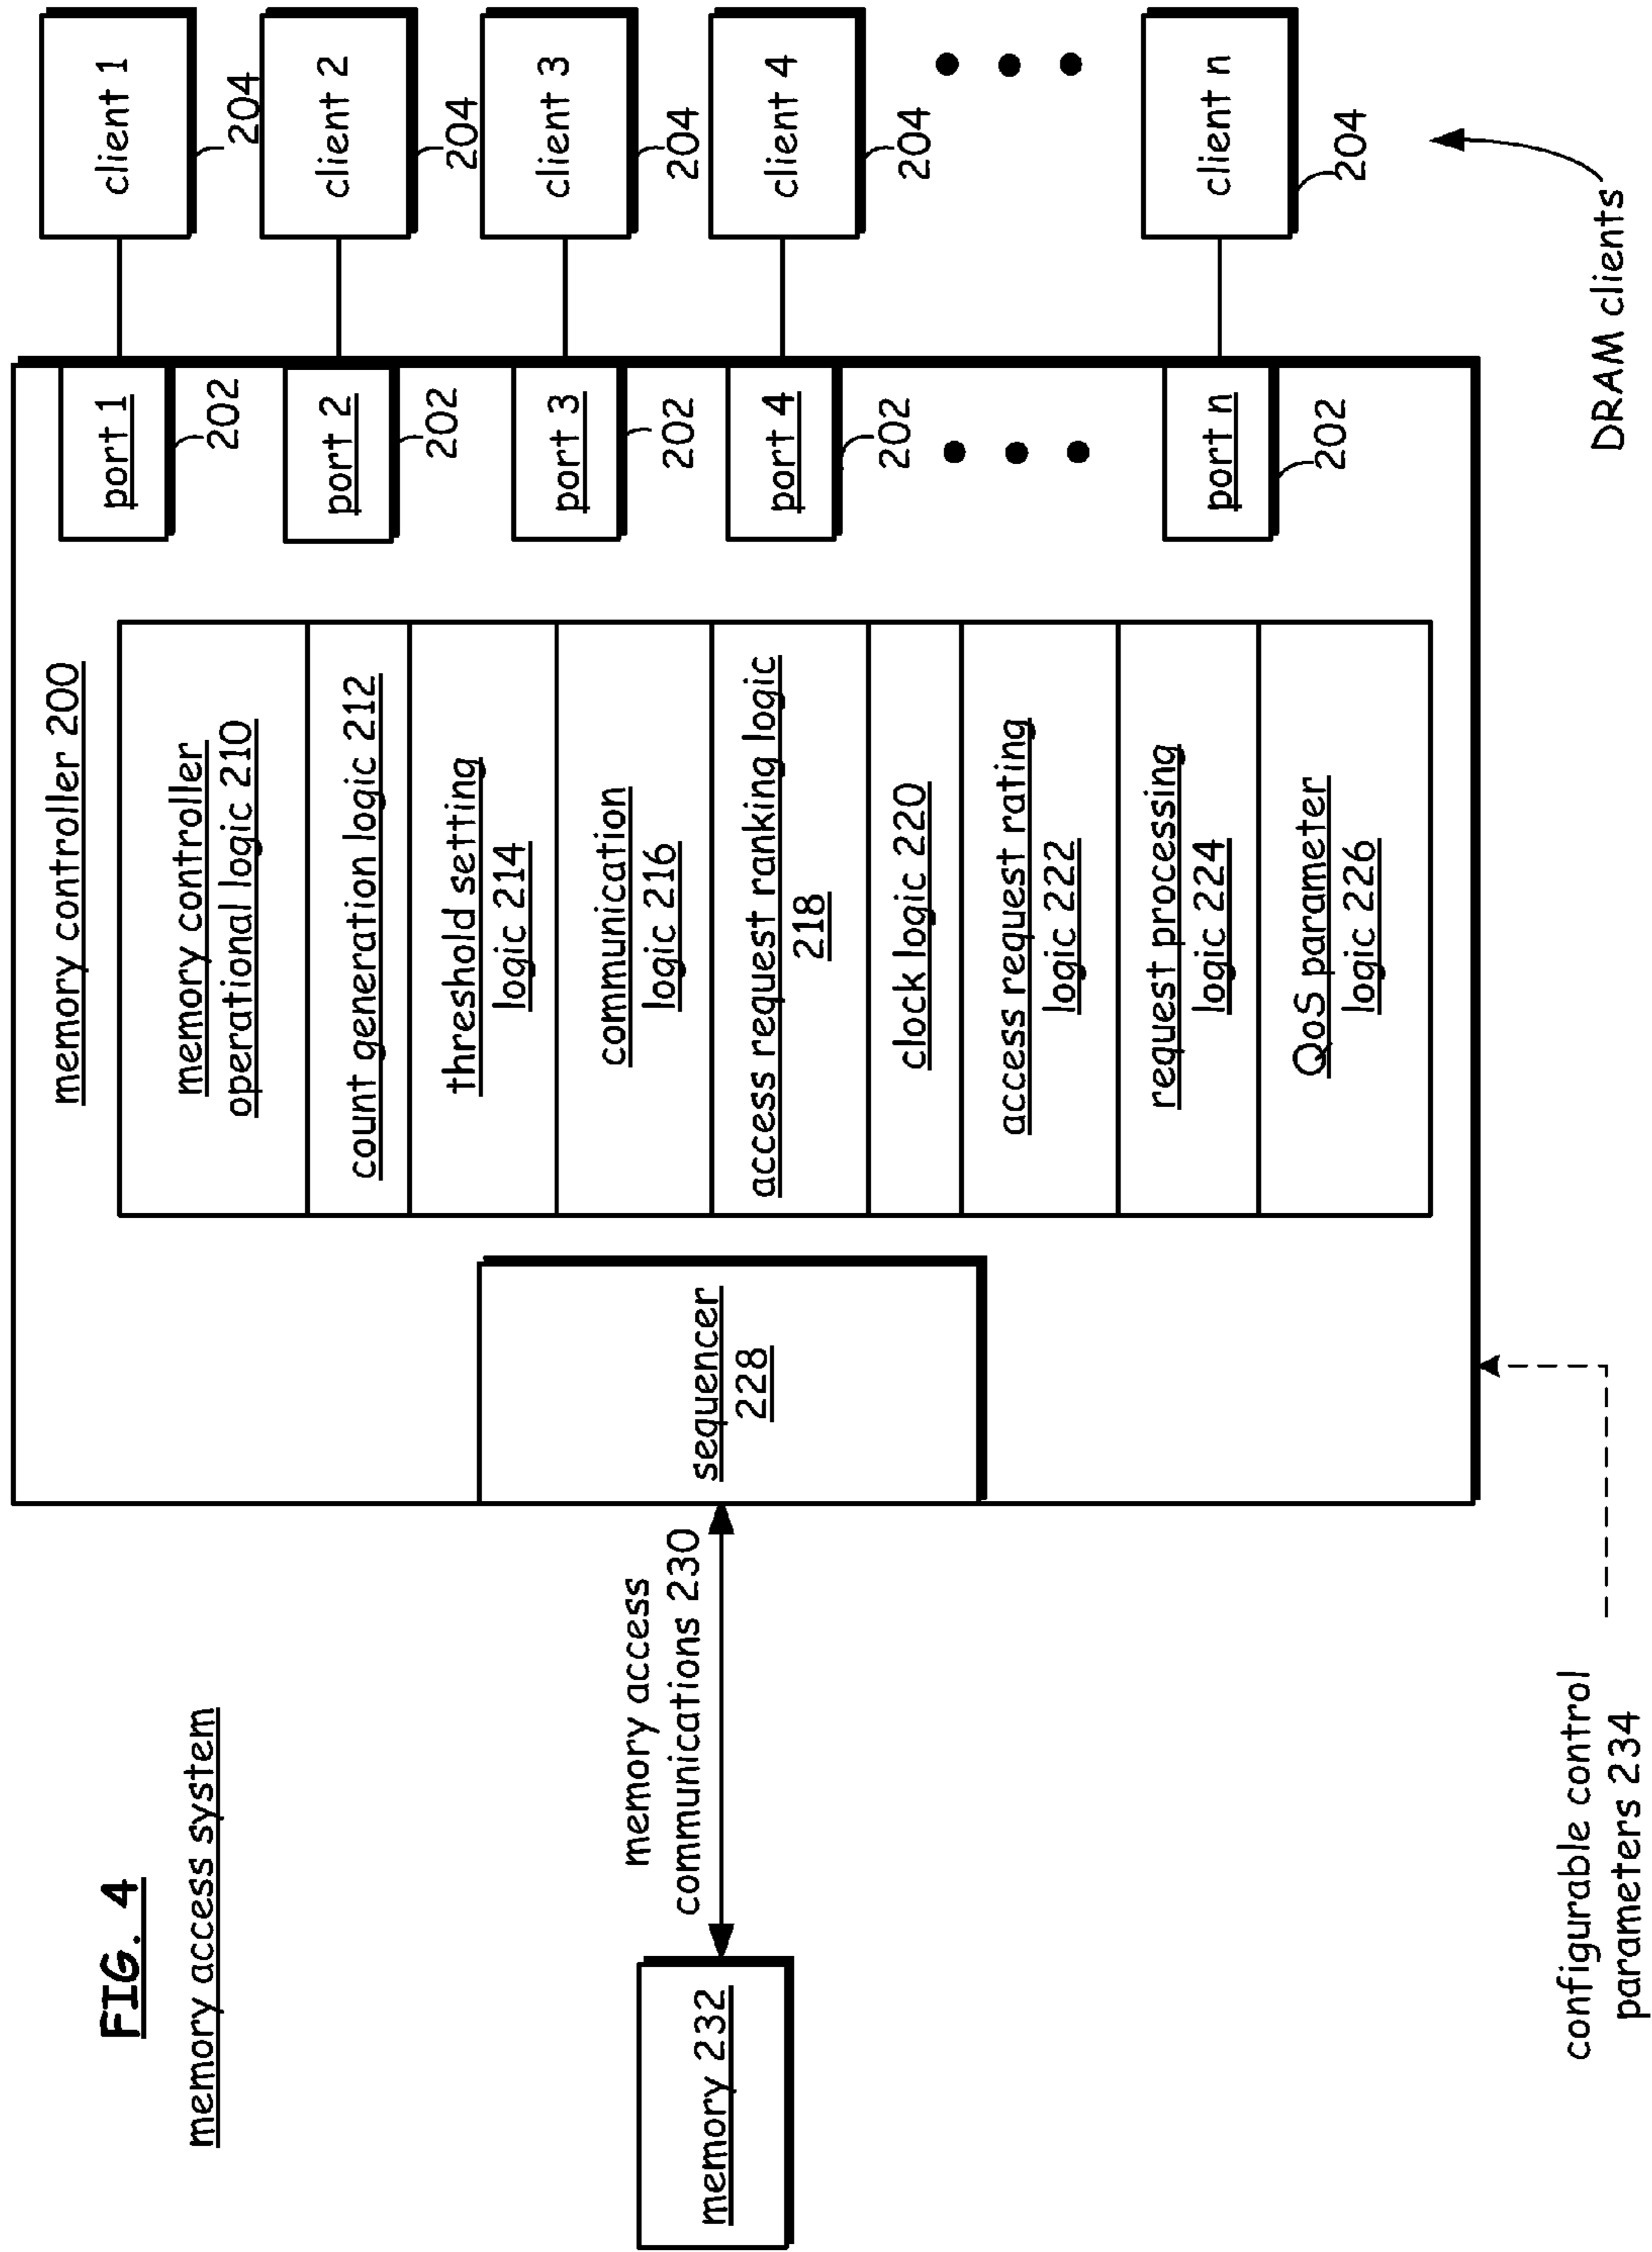 FIG. 4
memory access system
memory 232
memory access
communications 230
configurable control
parameters 234
memory controller 200
sequencer
228
memory controller
operational logic 210
count generation logic 212
threshold setting
logic 214
communication
logic 216
access request ranking logic
218
clock logic 220
access request rating
logic 222
request processing
logic 224
QoS parameter
logic 226
port 1
202
port 2
202
port 3
202
port 4
202
port n
202
client 1
204
client 2
204
client 3
204
client 4
204
client n
204
DRAM clients